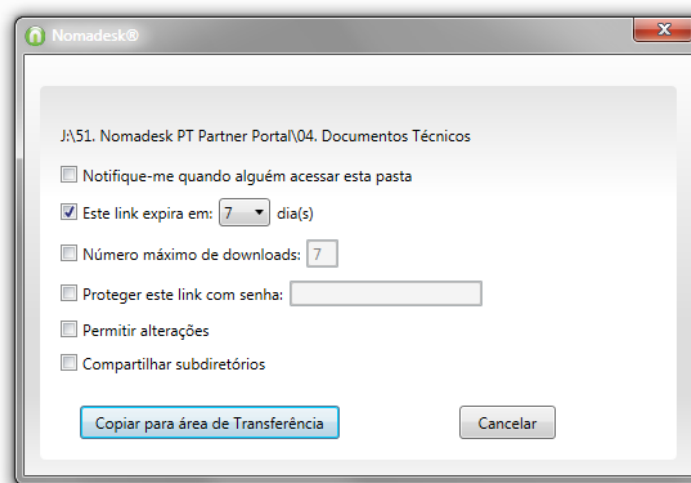 Nomadesk®
J:\51. Nomadesk PT Partner Portal\04. Documentos Técnicos
Notifique-me quando alguém acessar esta pasta
Este link expira em: 7 dia(s)
Número máximo de downloads: 7
Proteger este link com senha:
Permitir alterações
Compartilhar subdiretórios
Copiar para área de Transferência Cancelar